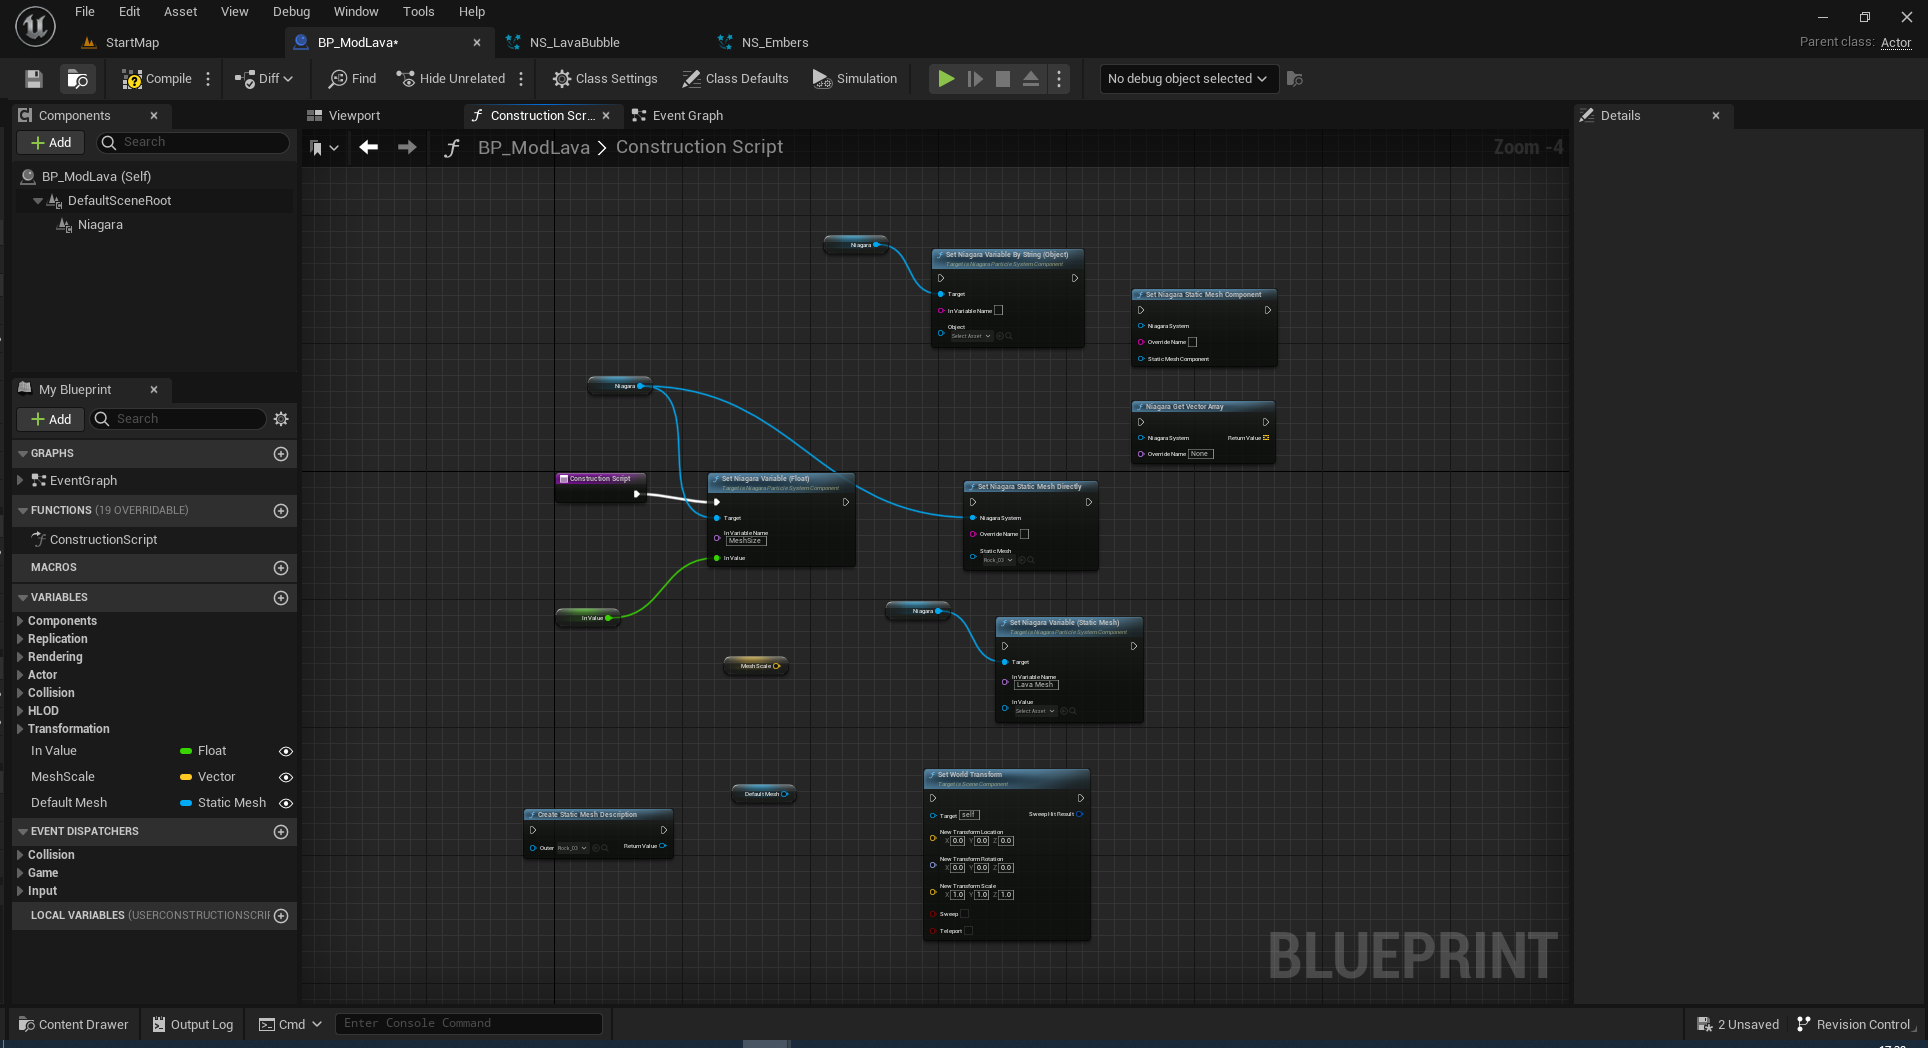 File Edit Asset View Debug Window Tools Help
StartMap
BP_ModLava*
NS_LavaBubble
NS_Embers
Parent class: Actor
Compile
Diff
Find
Hide Unrelated
Class Settings
Class Defaults
Simulation
No debug object selected
Components
Add
Search
BP_ModLava (Self)
DefaultSceneRoot
Niagara
My Blueprint
Add
Search
GRAPHS
EventGraph
FUNCTIONS (19 OVERRIDABLE)
ConstructionScript
MACROS
VARIABLES
Components
Replication
Rendering
Actor
Collision
HLOD
Transformation
In Value Float
MeshScale Vector
Default Mesh Static Mesh
EVENT DISPATCHERS
Collision
Game
Input
LOCAL VARIABLES (USERCONSTRUCTIONSCRIF
Viewport
Construction Scr...
Event Graph
BP_ModLava > Construction Script
Zoom -4
Niagara
Set Niagara Variable By String (Object)
Target is Niagara Particle System Component
Target
In Variable Name
Object
Select Asset
Set Niagara Static Mesh Component
Niagara System
Override Name
Static Mesh Component
Niagara
Niagara Get Vector Array
Niagara System Return Value
Override Name None
Construction Script
Set Niagara Variable (Float)
Target is Niagara Particle System Component
Target
In Variable Name
MeshSize
In Value
Set Niagara Static Mesh Directly
Niagara System
Override Name
Static Mesh
Rock_03
In Value
Niagara
Set Niagara Variable (Static Mesh)
Target is Niagara Particle System Component
Target
In Variable Name
Lava Mesh
In Value
Select Asset
Mesh Scale
Default Mesh
Create Static Mesh Description
Outer Rock_03 Return Value
Set World Transform
Target is Scene Component
Target self Sweep Hit Result
New Transform Location
X 0.0 Y 0.0 Z 0.0
New Transform Rotation
X 0.0 Y 0.0 Z 0.0
New Transform Scale
X 1.0 Y 1.0 Z 1.0
Sweep
Teleport
BLUEPRINT
Details
Content Drawer
Output Log
Cmd
Enter Console Command
2 Unsaved
Revision Control